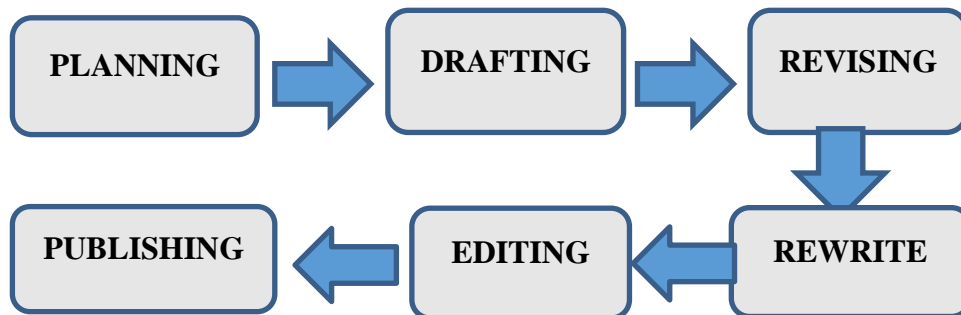 PLANNING
DRAFTING
REVISING
REWRITE
EDITING
PUBLISHING